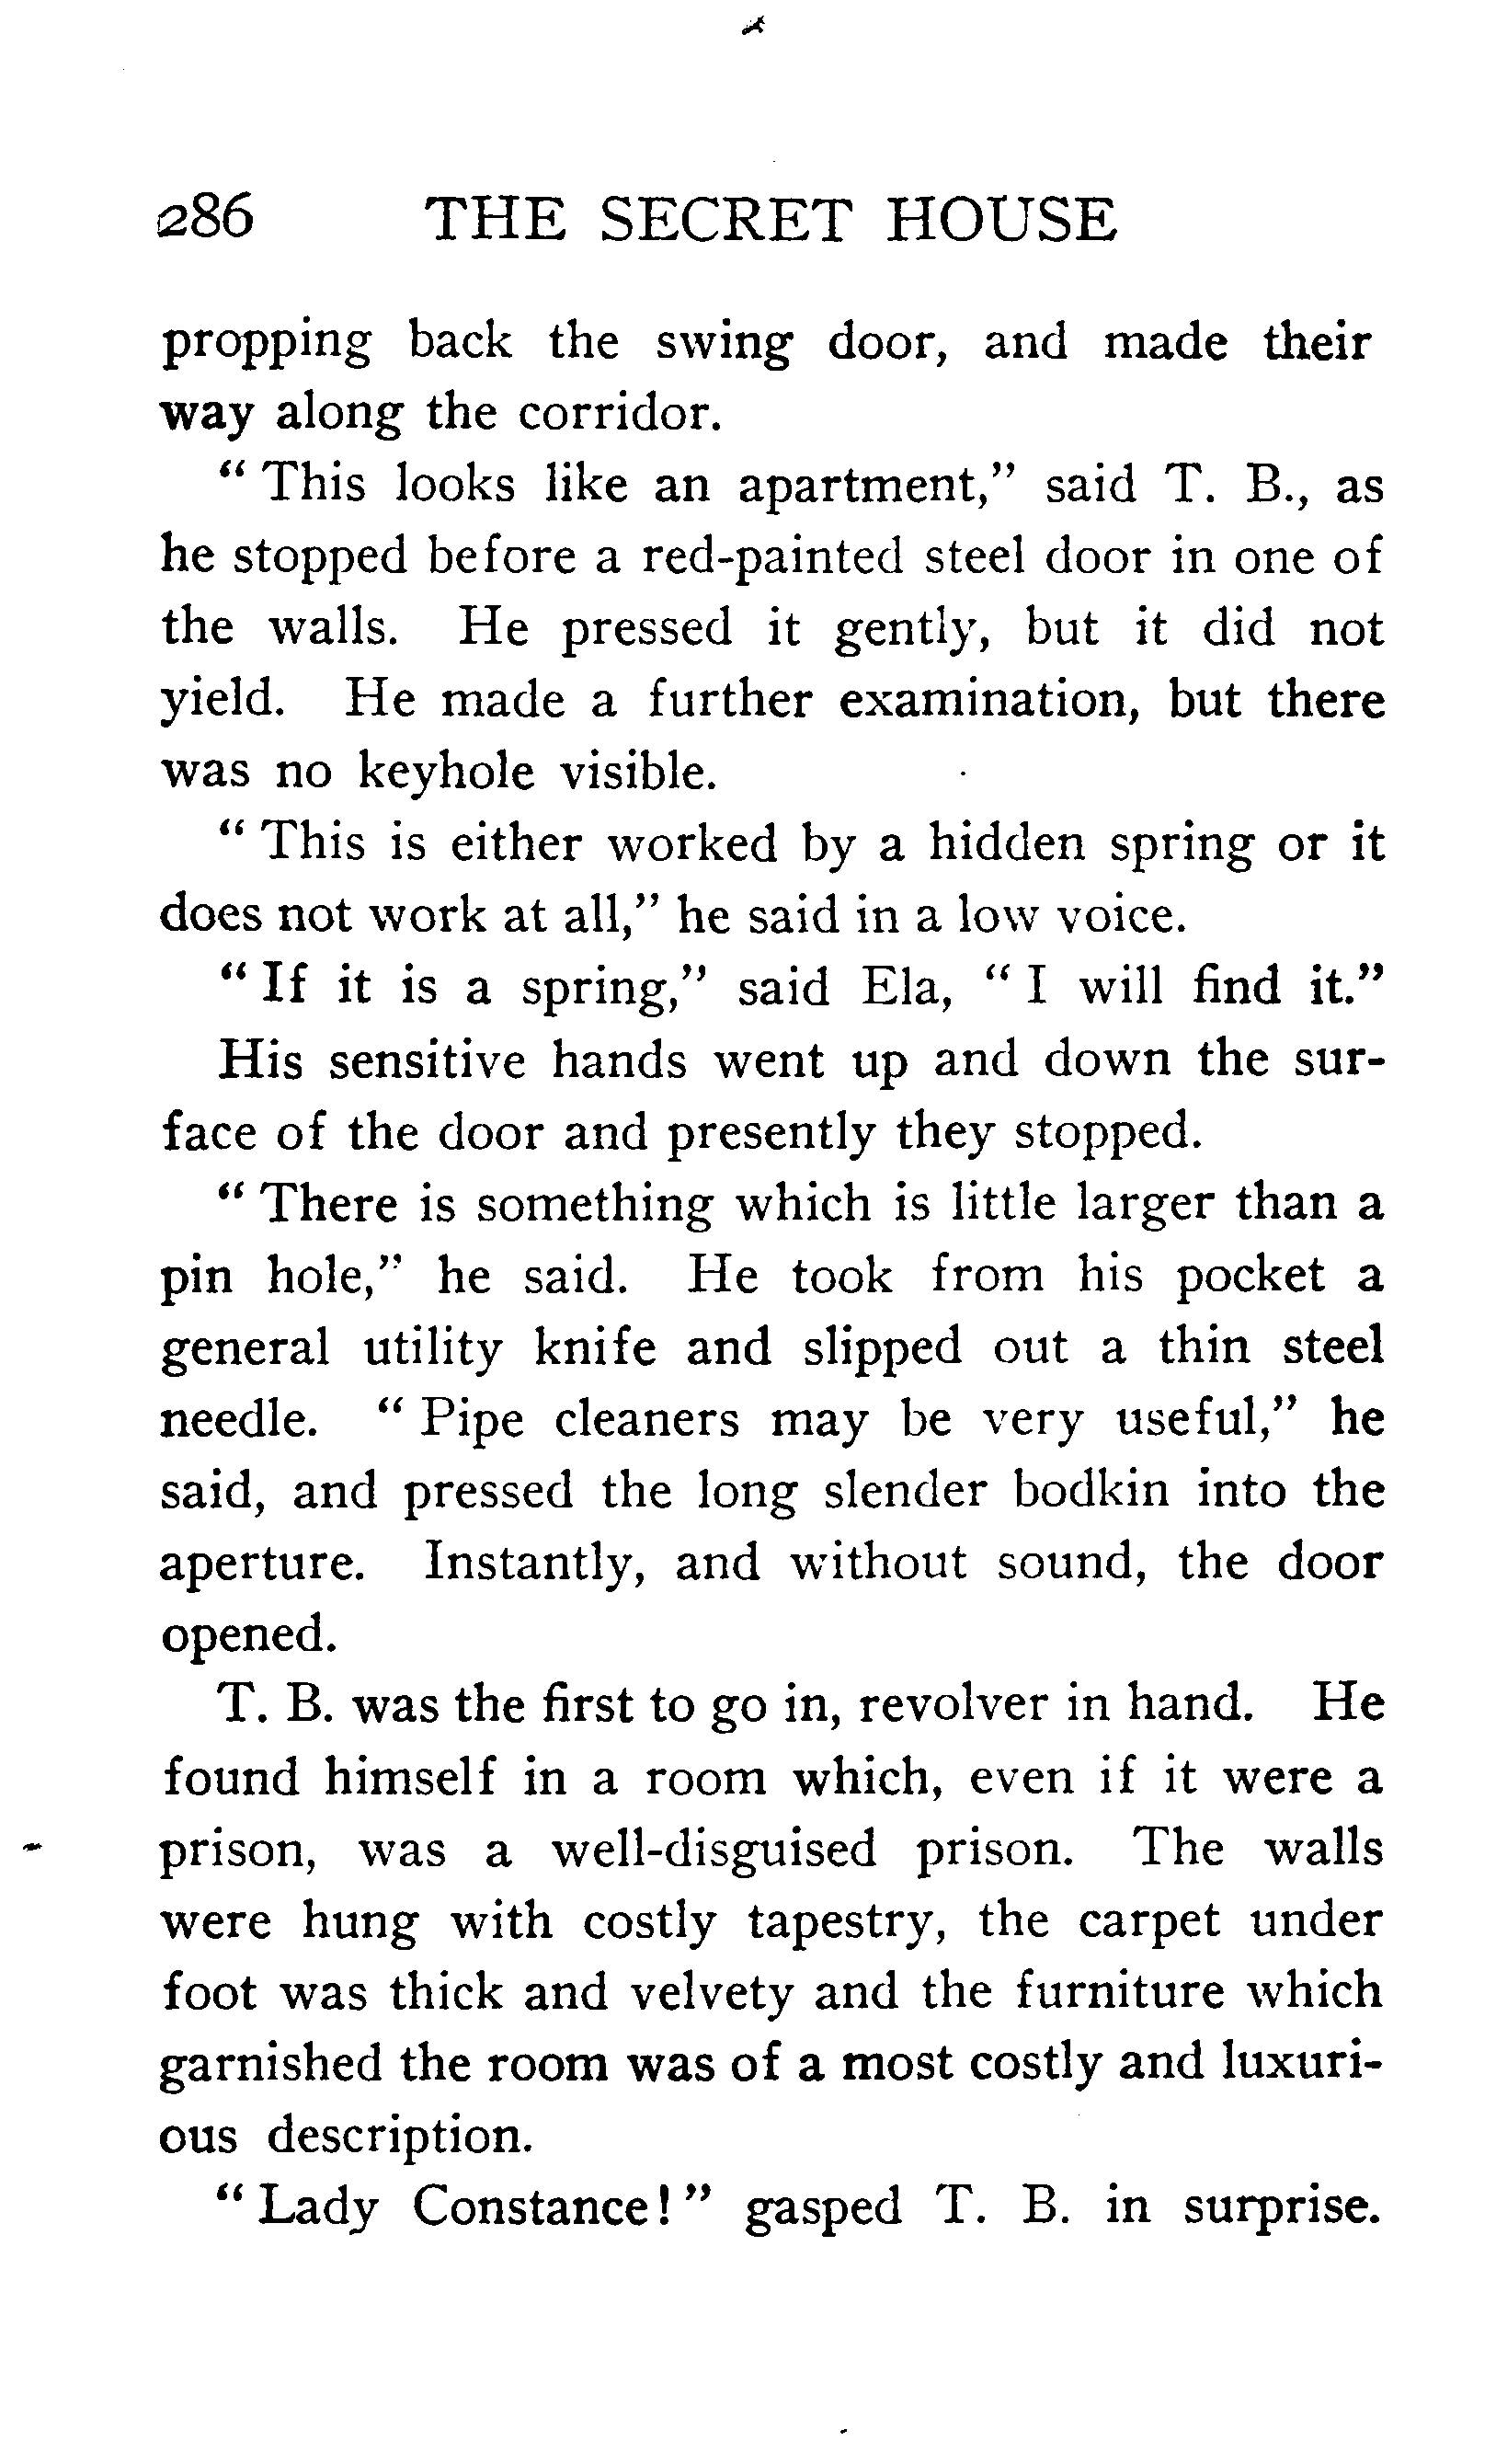 286 THE SECRET HOUSE
propping back the swing door, and made their
way along the corridor.
" This looks like an apartment," said T. B., as
he stopped before a red-painted steel door in one of
the walls. He pressed it gently, but it did not
yield. He made a further examination, but there
was no keyhole visible.
" This is either worked by a hidden spring or it
does not work at all," he said in a low voice.
" If it is a spring," said Ela, " I will find it."
His sensitive hands went up and down the sur-
face of the door and presently they stopped.
" There is something which is little larger than a
pin hole," he said. He took from his pocket a
general utility knife and slipped out a thin steel
needle. " Pipe cleaners may be very useful," he
said, and pressed the long slender bodkin into the
aperture. Instantly, and without sound, the door
opened.
T. B. was the first to go in, revolver in hand. He
found himself in a room which, even if it were a
prison, was a well-disguised prison. The walls
were hung with costly tapestry, the carpet under
foot was thick and velvety and the furniture which
garnished the room was of a most costly and luxuri-
ous description.
" Lady Constance! " gasped T. B. in surprise.